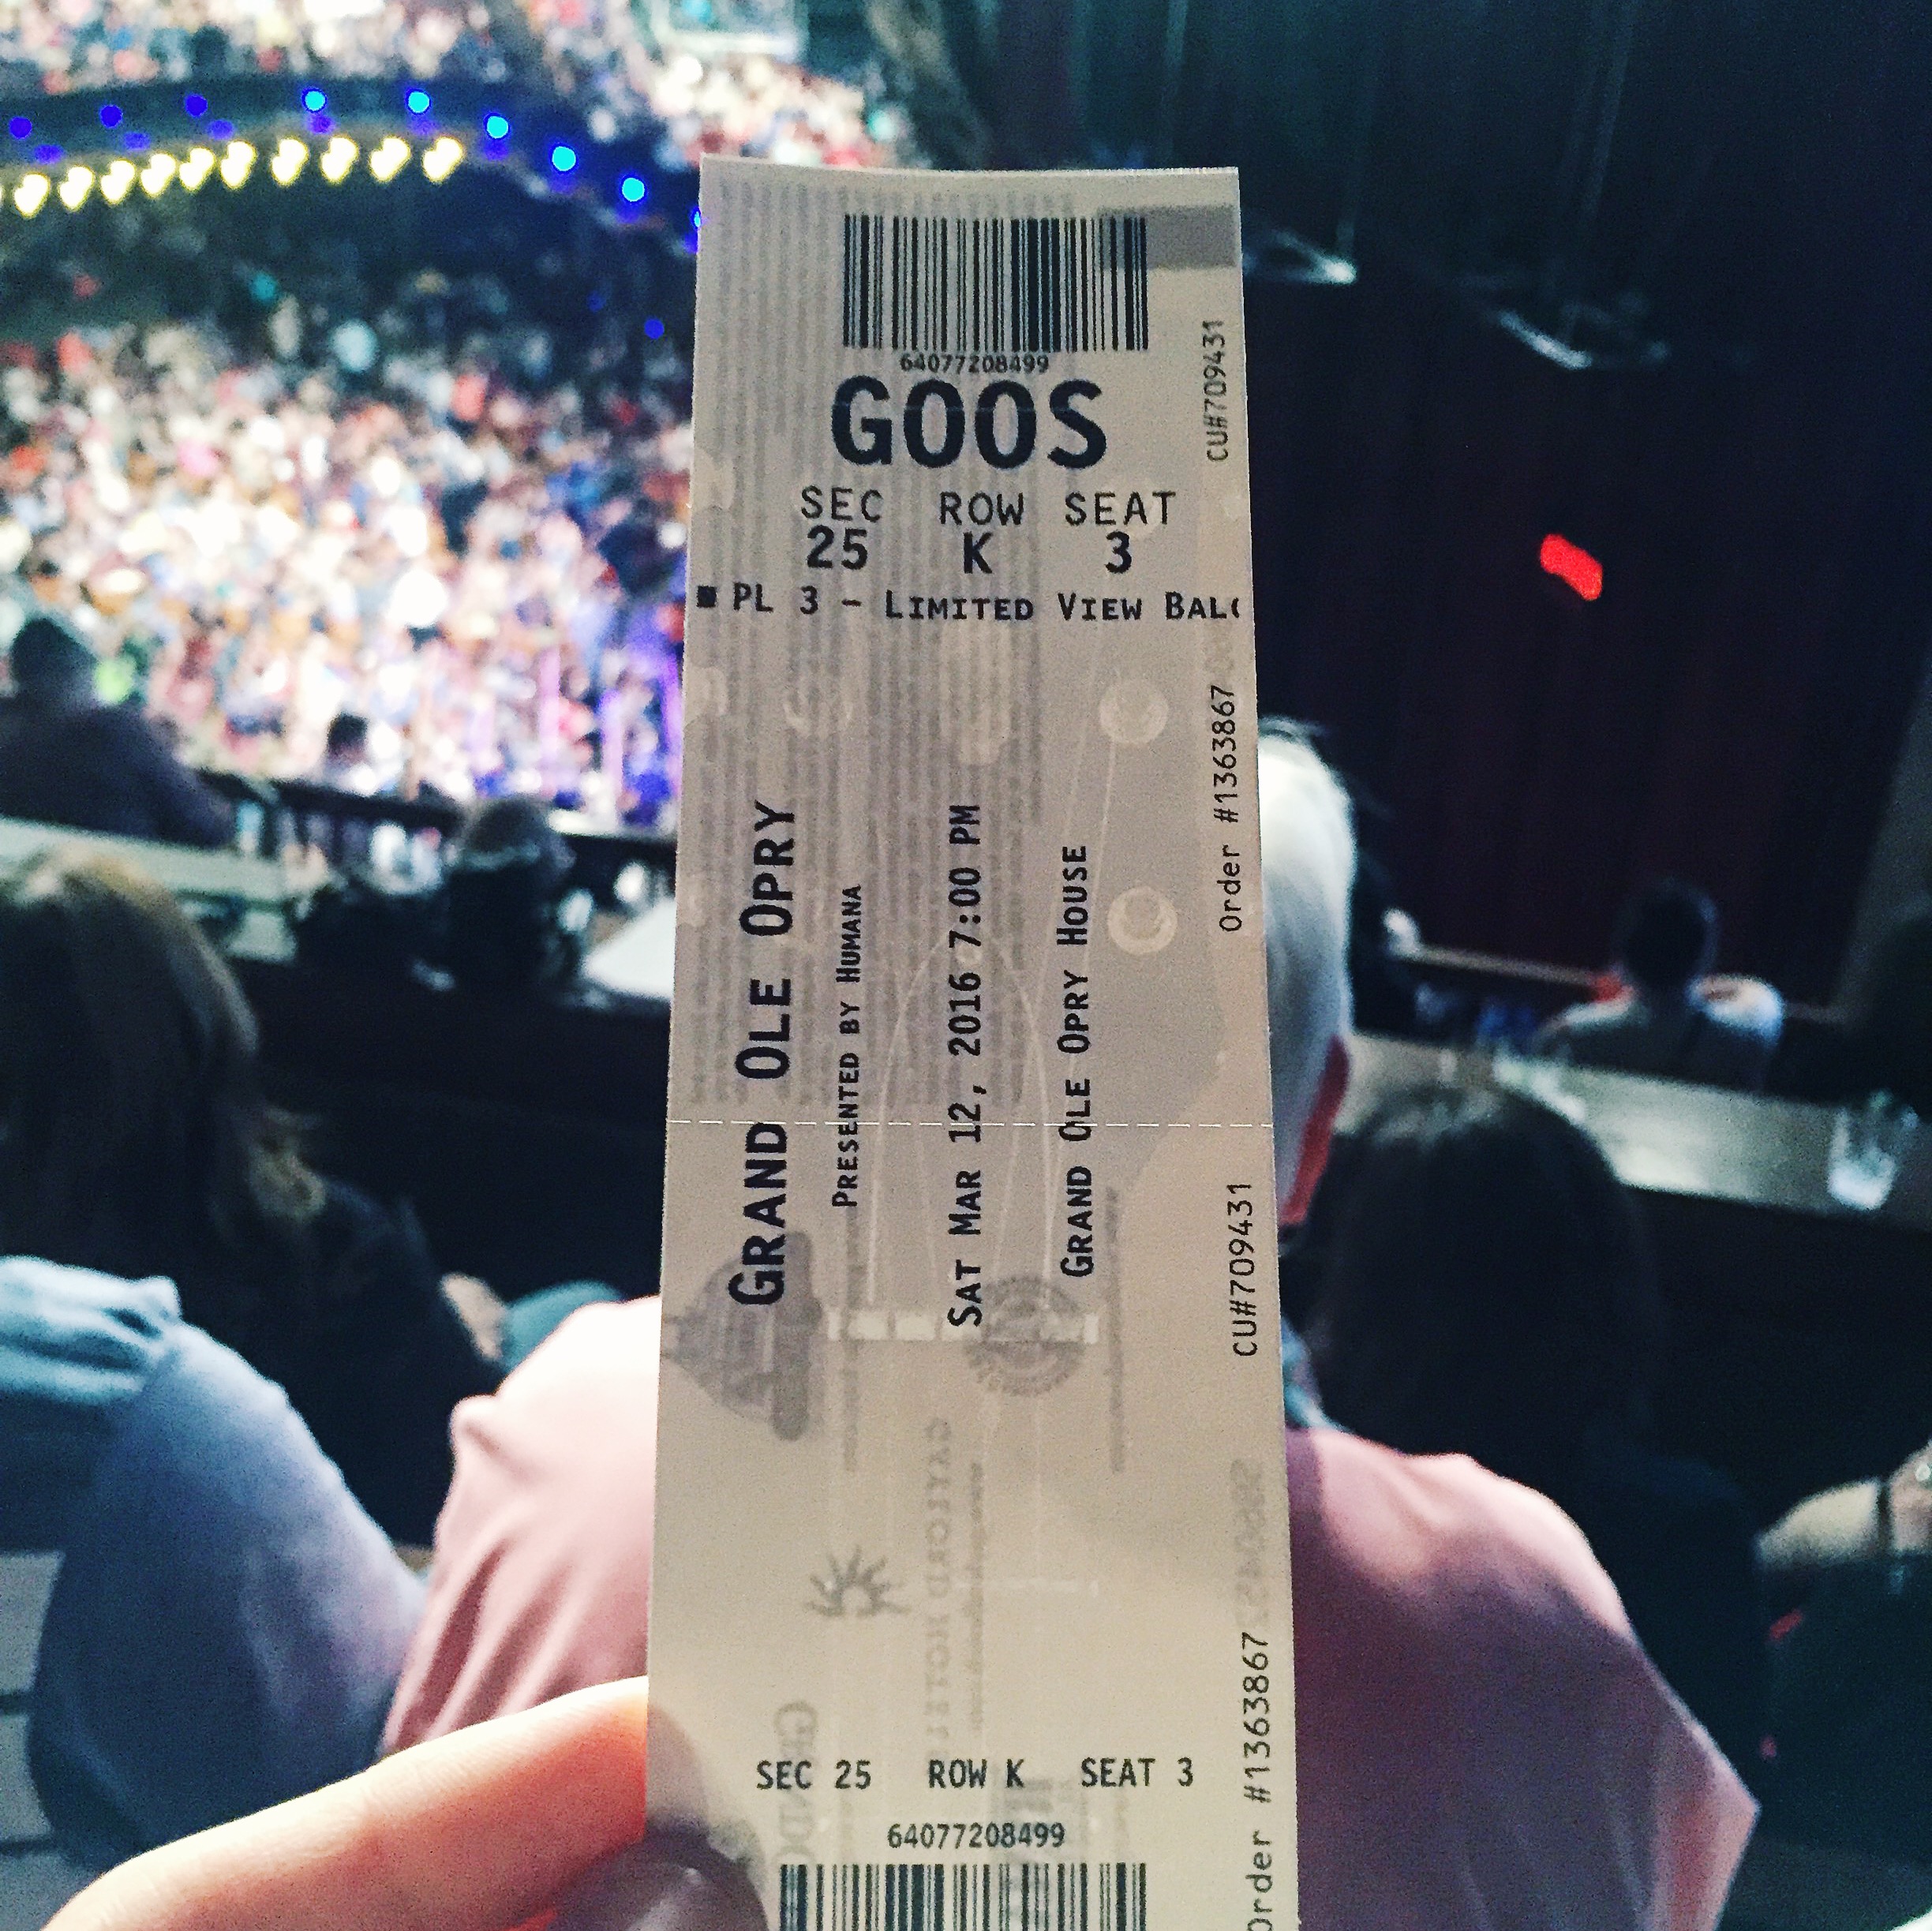 64077208499
GOOS
SEC ROW SEAT
25 K 3
■ PL 3 - LIMITED VIEW
CU#709431
Order #1363867
GRAND OLE OPRY
PRESENTED BY HUMANA
SAT MAR 12, 2016 7:00 PM
GRAND OLE OPRY HOUSE
CU#709431
Order #1363867
SEC 25 ROW K SEAT 3
64077208499